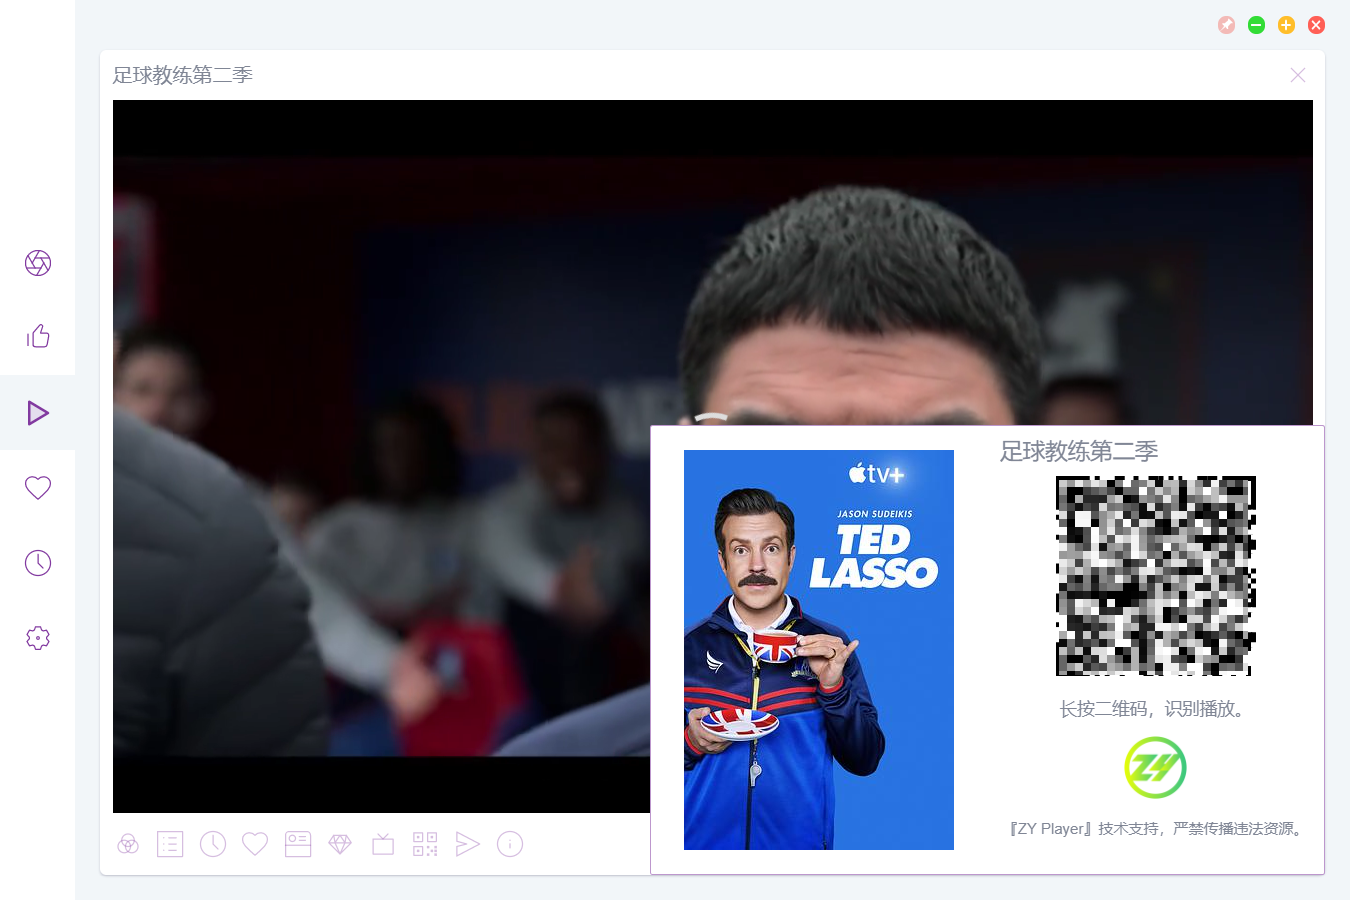 足球教练第二季
足球教练第二季
tv+
JASON SUDEIKIS
TED
LASSO
长按二维码，识别播放。
ZY
『ZY Player』技术支持，严禁传播违法资源。